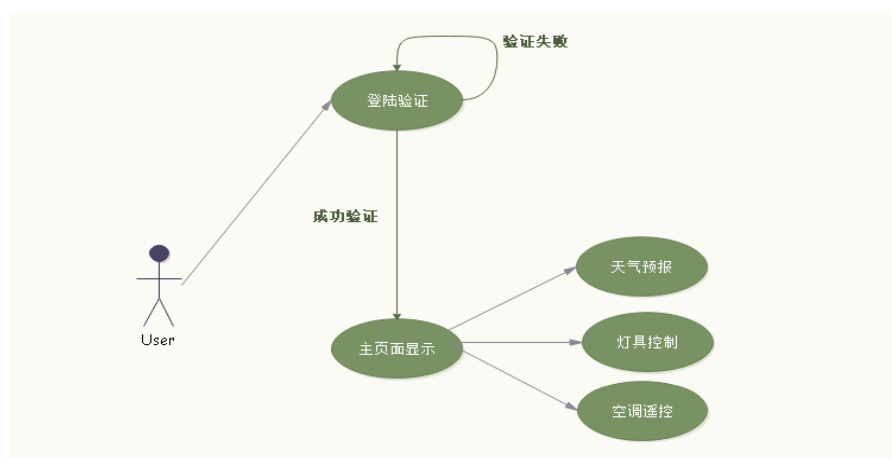 验证失败
登陆验证
成功验证
天气预报
User
灯具控制
主页面显示
空调遥控